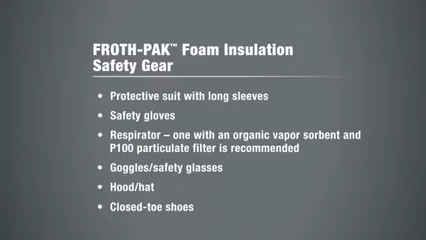 FROTH-PAK™ Foam Insulation
Safety Gear
• Protective suit with long sleeves
• Safety gloves
• Respirator – one with an organic vapor sorbent and
P100 particulate filter is recommended
• Goggles/safety glasses
• Hood/hat
• Closed-toe shoes